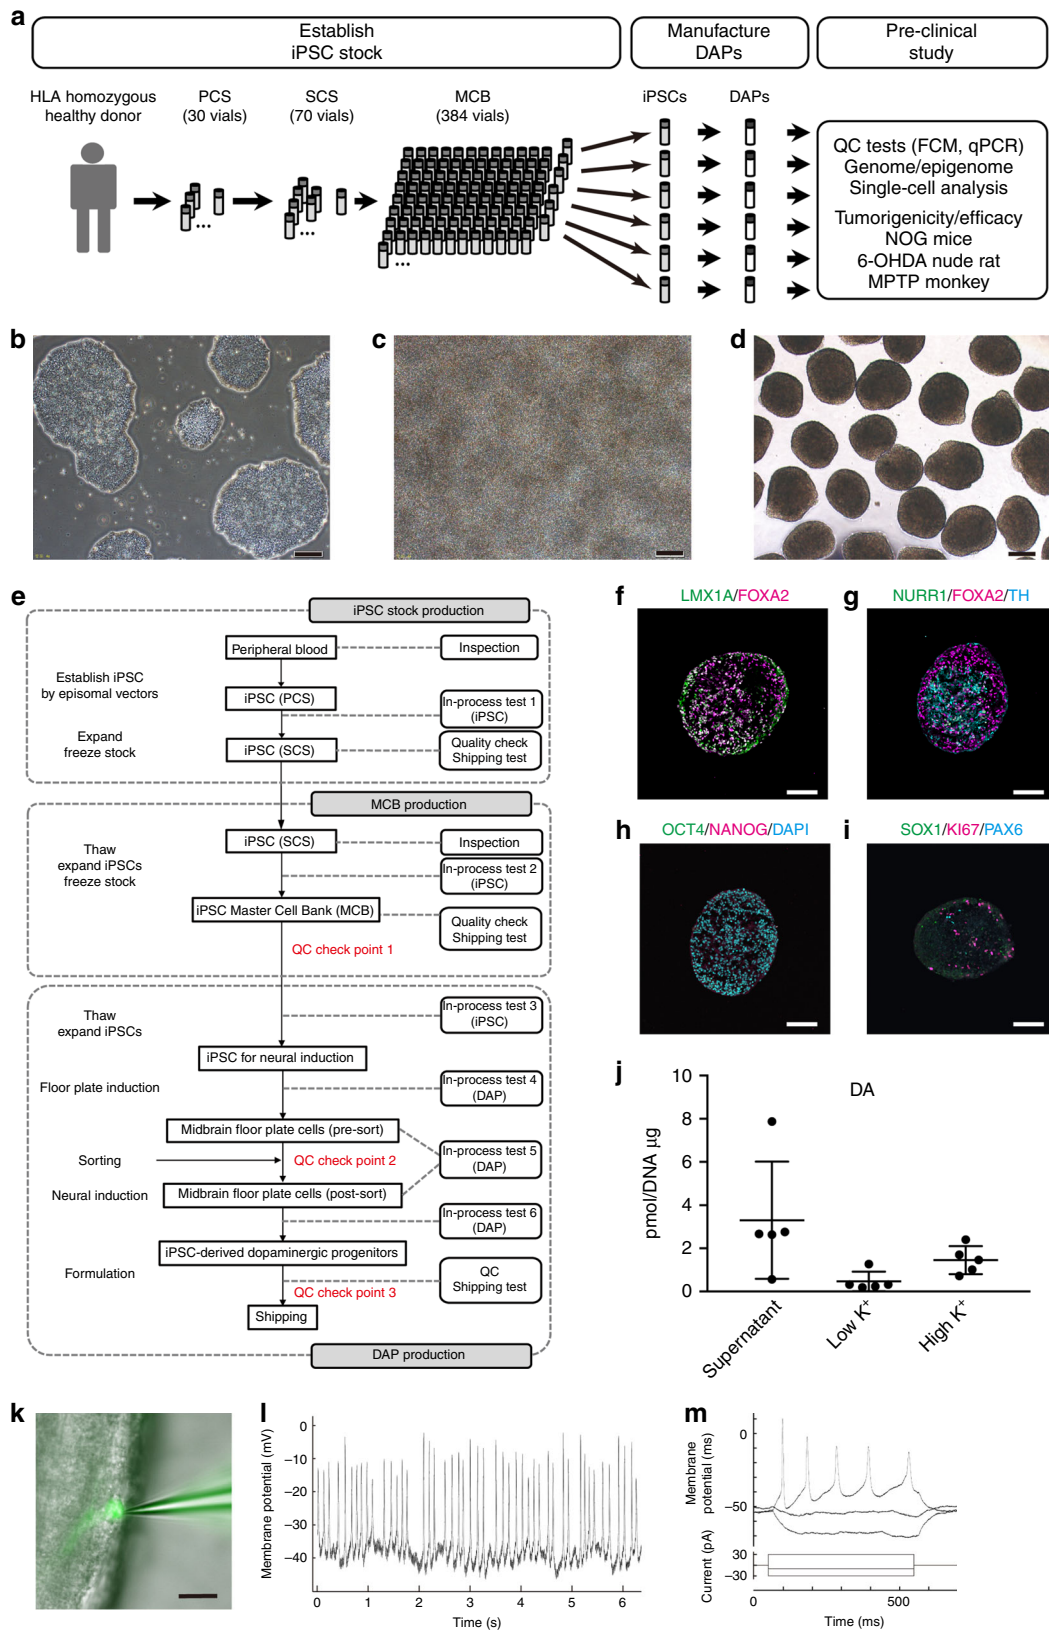 a
Establish
iPSC stock
Manufacture
DAPs
Pre-clinical
study
HLA homozygous
healthy donor
PCS
(30 vials)
SCS
(70 vials)
MCB
(384 vials)
iPSCs
DAPs
...
...
...
QC tests (FCM, qPCR)
Genome/epigenome
Single-cell analysis
Tumorigenicity/efficacy
NOG mice
6-OHDA nude rat
MPTP monkey
b
c
d
e
iPSC stock production
Peripheral blood
Inspection
Establish iPSC
by episomal vectors
iPSC (PCS)
In-process test 1
(iPSC)
Expand
freeze stock
iPSC (SCS)
Quality check
Shipping test
MCB production
iPSC (SCS)
Inspection
Thaw
expand iPSCs
freeze stock
In-process test 2
(iPSC)
iPSC Master Cell Bank (MCB)
Quality check
Shipping test
QC check point 1
Thaw
expand iPSCs
In-process test 3
(iPSC)
iPSC for neural induction
Floor plate induction
In-process test 4
(DAP)
Midbrain floor plate cells (pre-sort)
Sorting
QC check point 2
In-process test 5
(DAP)
Neural induction
Midbrain floor plate cells (post-sort)
In-process test 6
(DAP)
iPSC-derived dopaminergic progenitors
Formulation
QC
Shipping test
QC check point 3
Shipping
DAP production
f
LMX1A/FOXA2
g
NURR1/FOXA2/TH
h
OCT4/NANOG/DAPI
i
SOX1/KI67/PAX6
j
DA
pmol/DNA μg
10
8
6
4
2
0
Supernatant
Low K+
High K+
k
l
Membrane potential (mV)
0
−10
−20
−30
−40
0 1 2 3 4 5 6
Time (s)
m
Membrane
potential (ms)
0
−50
Current (pA)
30
−30
0 500
Time (ms)